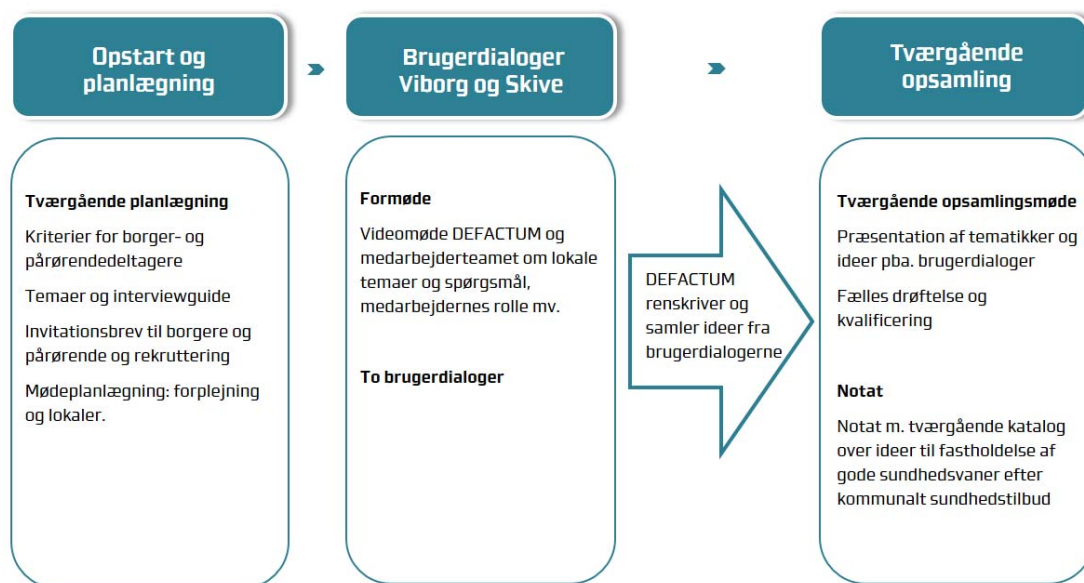 Opstart og
planlægning
Brugerdialoger
Viborg og Skive
Tværgående
opsamling
Tværgående planlægning
Kriterier for borger- og
pårørendedeltagere
Temaer og interviewguide
Invitationsbrev til borgere og
pårørende og rekruttering
Mødeplanlægning: forplejning
og lokaler.
Formøde
Videomøde DEFACTUM og
medarbejderteamet om lokale
temaer og spørgsmål,
medarbejdernes rolle mv.
To brugerdialoger
DEFACTUM
renskriver og
samler ideer fra
brugerdialogerne
Tværgående opsamlingsmøde
Præsentation af tematikker og
ideer pba. brugerdialoger
Fælles drøftelse og
kvalificering
Notat
Notat m. tværgående katalog
over ideer til fastholdelse af
gode sundhedsvaner efter
kommunalt sundhedstilbud